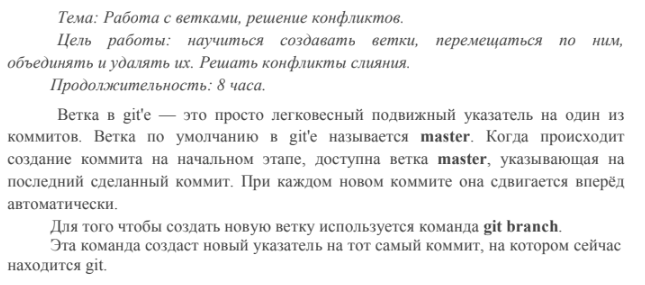 Тема: Работа с ветками, решение конфликтов.
Цель работы: научиться создавать ветки, перемещаться по ним,
объединять и удалять их. Решать конфликты слияния.
Продолжительность: 8 часа.
Ветка в git'е — это просто легковесный подвижный указатель на один из
коммитов. Ветка по умолчанию в git'е называется master. Когда происходит
создание коммита на начальном этапе, доступна ветка master, указывающая на
последний сделанный коммит. При каждом новом коммите она сдвигается вперёд
автоматически.
Для того чтобы создать новую ветку используется команда git branch.
Эта команда создаст новый указатель на тот самый коммит, на котором сейчас
находится git.